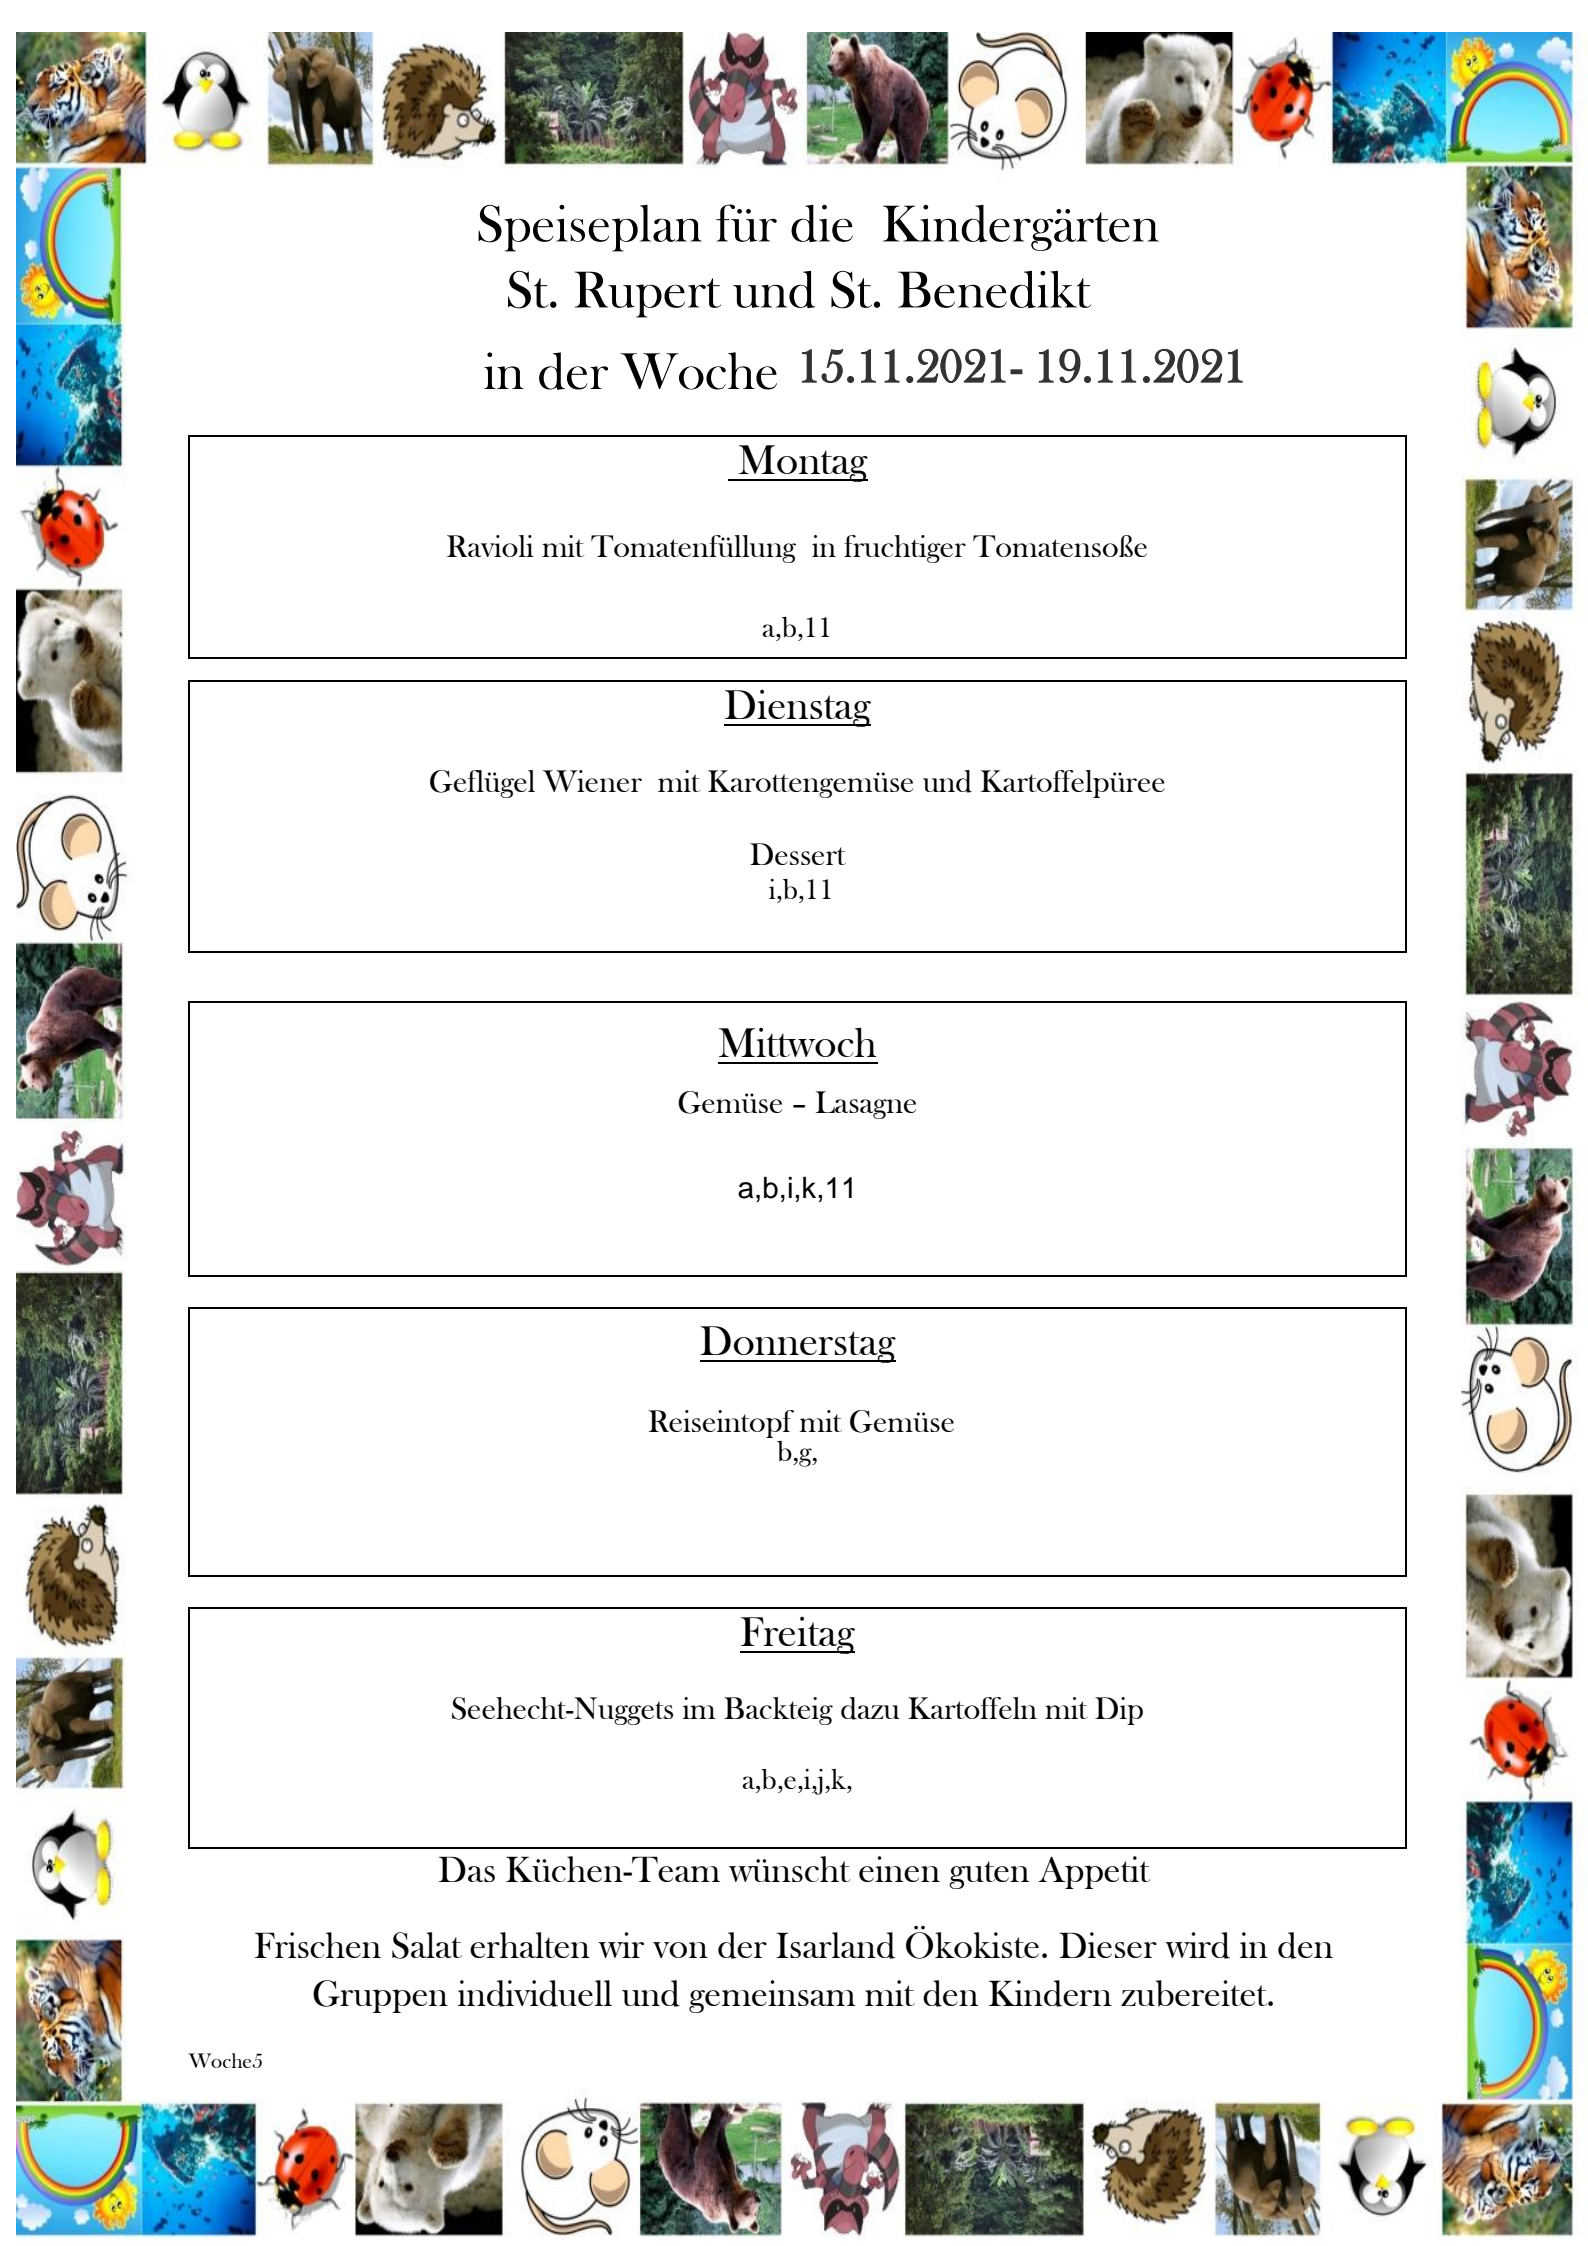 Speiseplan für die Kindergärten
St. Rupert und St. Benedikt
in der Woche 15.11.2021- 19.11.2021
Montag
Ravioli mit Tomatenfüllung in fruchtiger Tomatensoße
a,b,11
Dienstag
Geflügel Wiener mit Karottengemüse und Kartoffelpüree
Dessert
i,b,11
Mittwoch
Gemüse – Lasagne
a,b,i,k,11
Donnerstag
Reiseintopf mit Gemüse
b,g,
Freitag
Seehecht-Nuggets im Backteig dazu Kartoffeln mit Dip
a,b,e,i,j,k,
Das Küchen-Team wünscht einen guten Appetit
Frischen Salat erhalten wir von der Isarland Ökokiste. Dieser wird in den
Gruppen individuell und gemeinsam mit den Kindern zubereitet.
Woche5